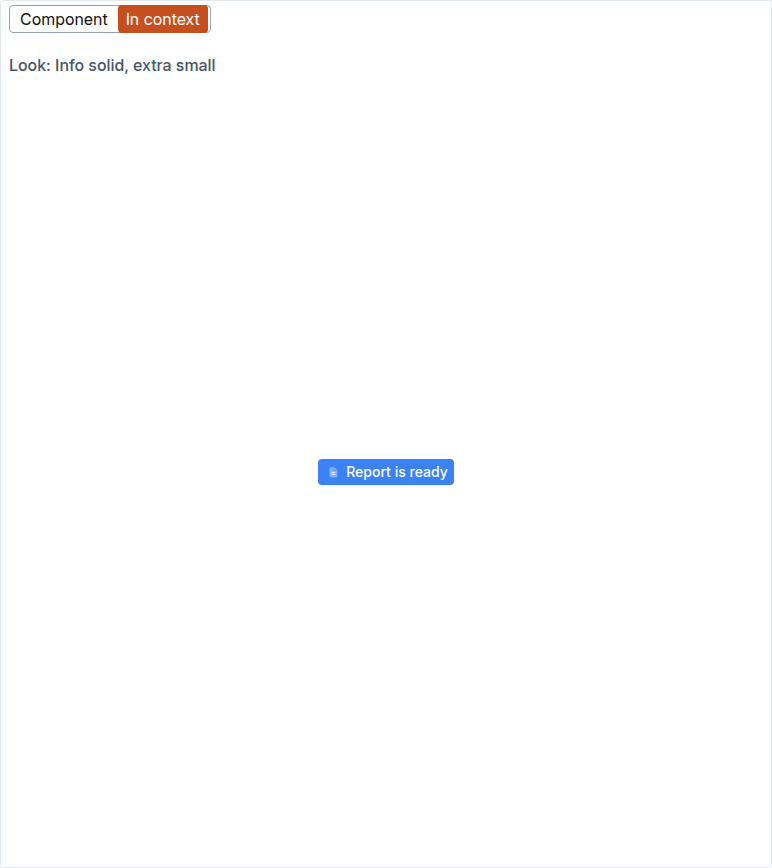 Component In context
Look: Info solid, extra small
Report is ready